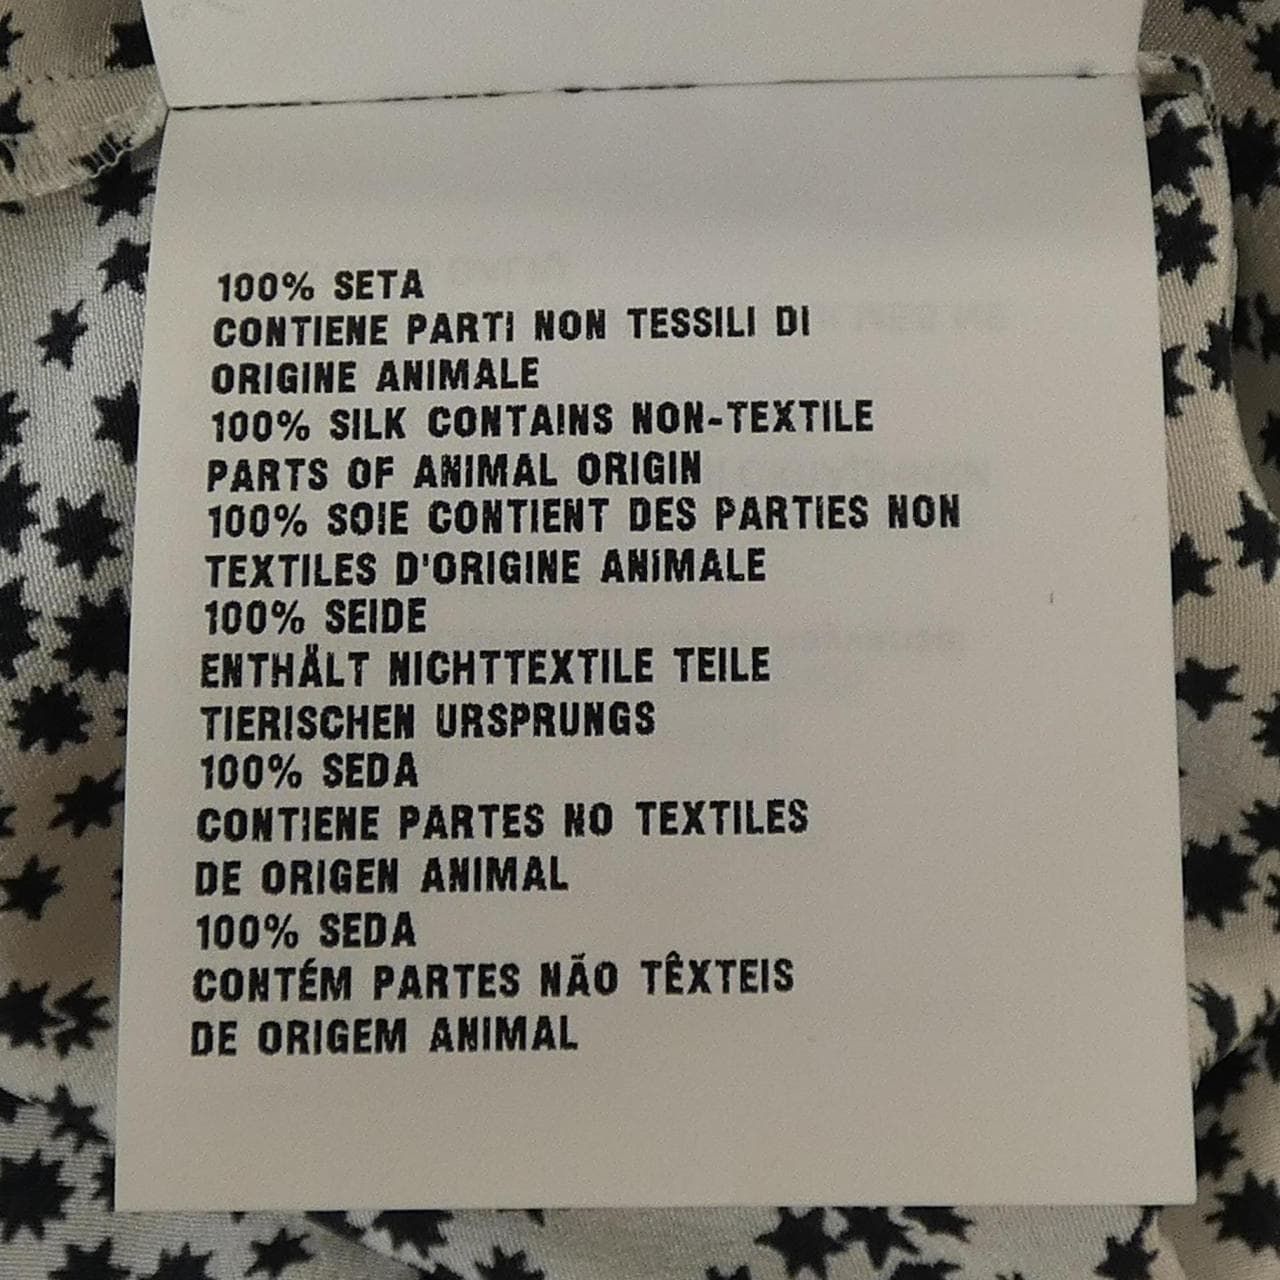 100% SETA
CONTIENE PARTI NON TESSILI DI
ORIGINE ANIMALE
100% SILK CONTAINS NON-TEXTILE
PARTS OF ANIMAL ORIGIN
100% SOIE CONTIENT DES PARTIES NON
TEXTILES D'ORIGINE ANIMALE
100% SEIDE
ENTHÄLT NICHTTEXTILE TEILE
TIERISCHEN URSPRUNGS
100% SEDA
CONTIENE PARTES NO TEXTILES
DE ORIGEN ANIMAL
100% SEDA
CONTÉM PARTES NÃO TÊXTEIS
DE ORIGEM ANIMAL